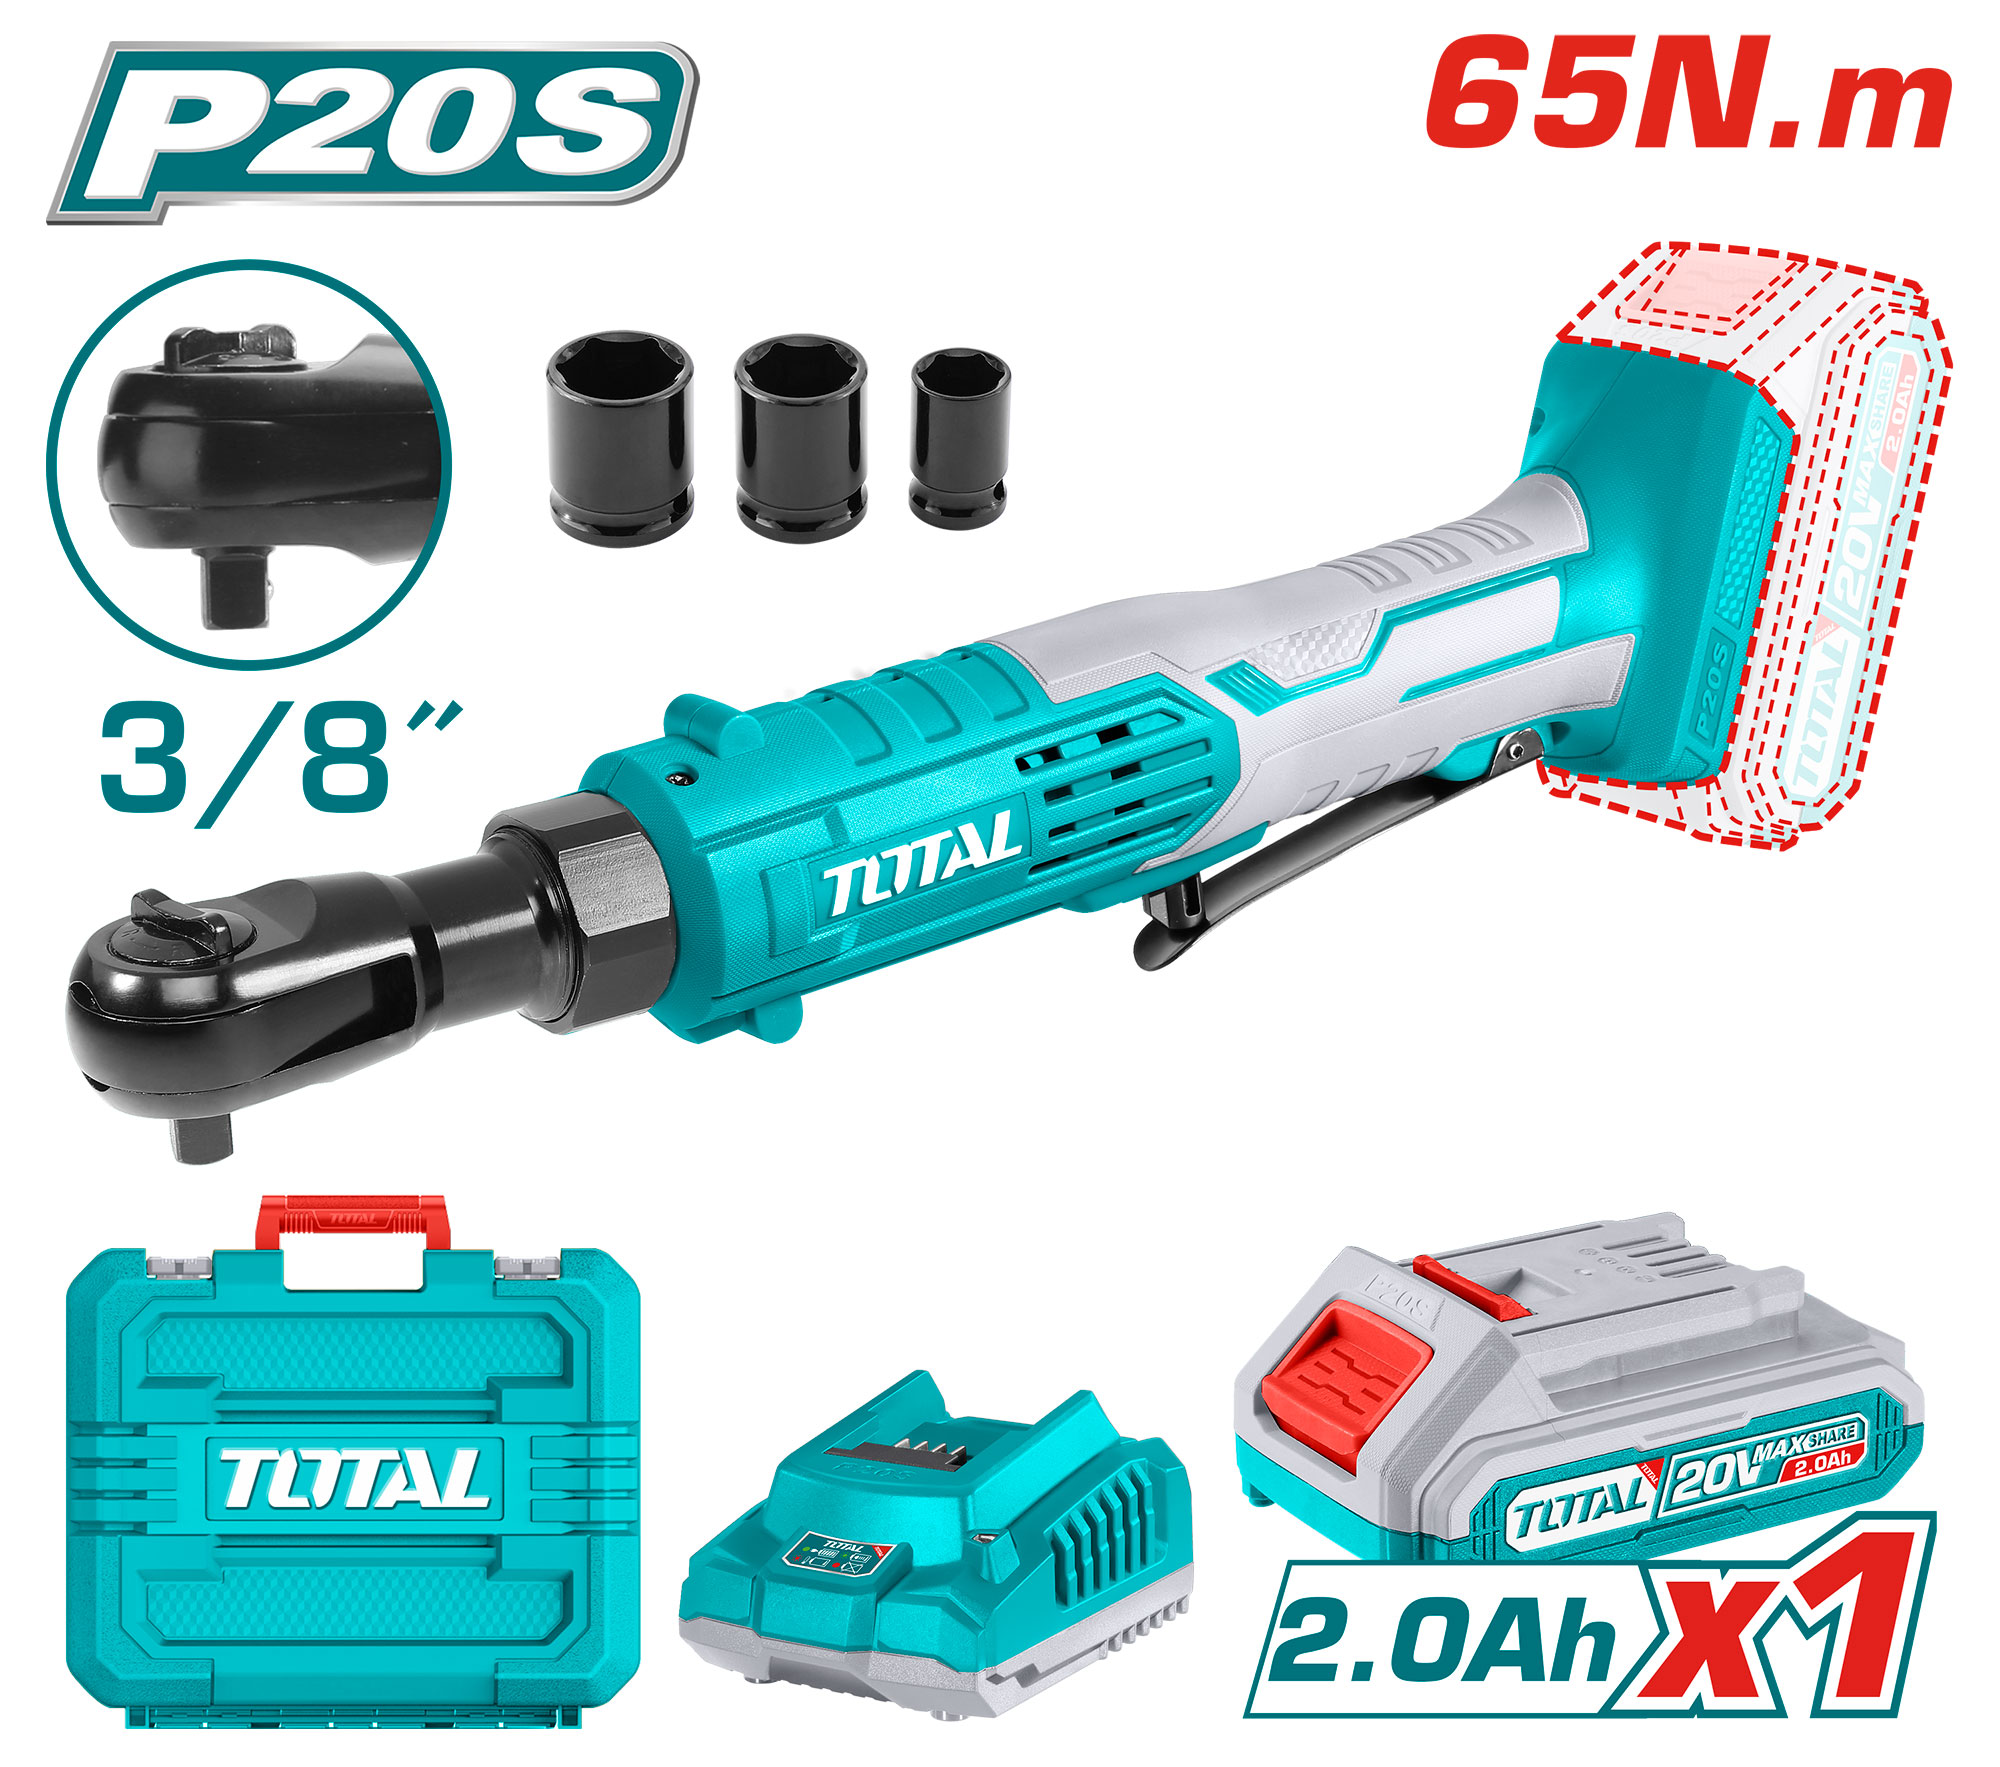 P20S
65N.m
3/8″
TOTAL
P20S
TOTAL
20V MAX SHARE
2.0Ah
TOTAL
TOTAL
TOTAL
P20S
TOTAL 20V MAX SHARE
2.0Ah
2.0Ah x1